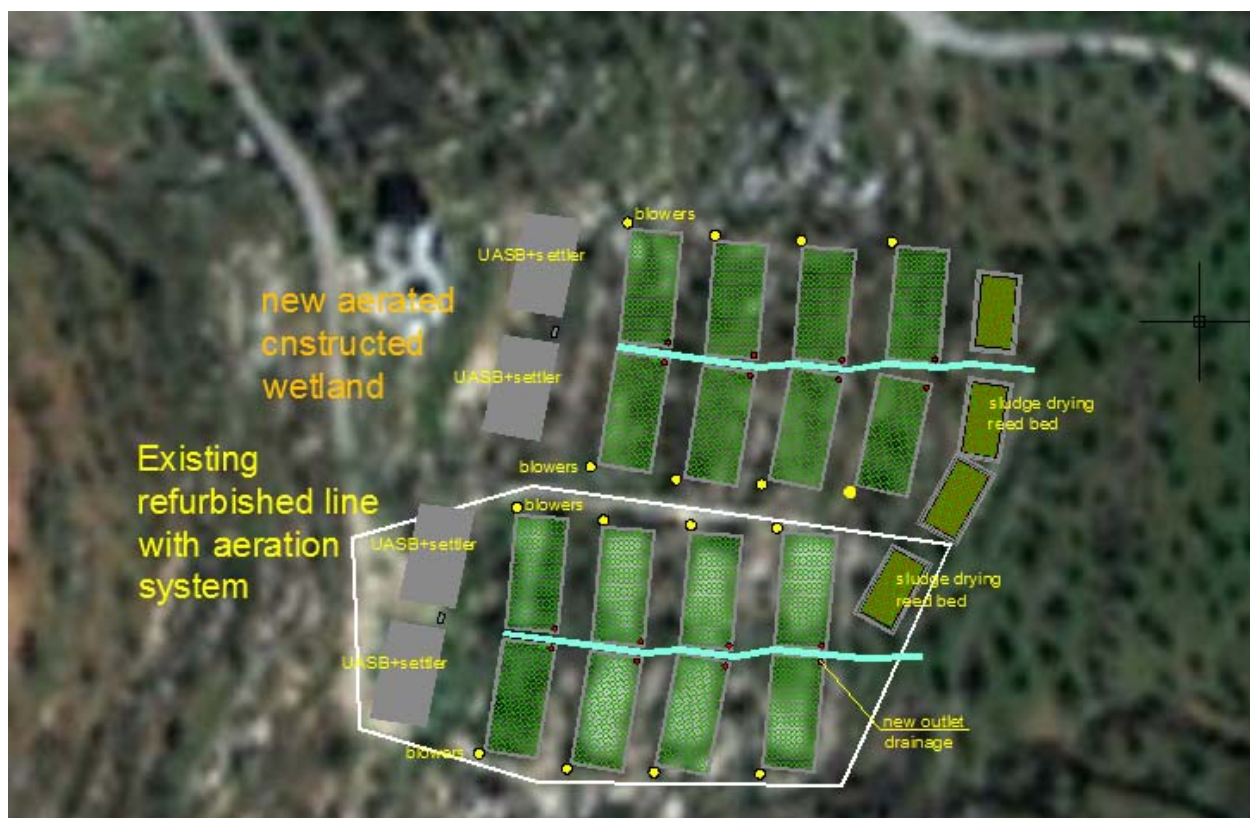 blowers
UASB+settler
new aerated
cnstructed
wetland
UASB+settler
sludge drying
reed bed
Existing
refurbished line
with aeration
system
blowers
blowers
UASB+settler
sludge drying
reed bed
UASB+settler
new outlet
drainage
blowers